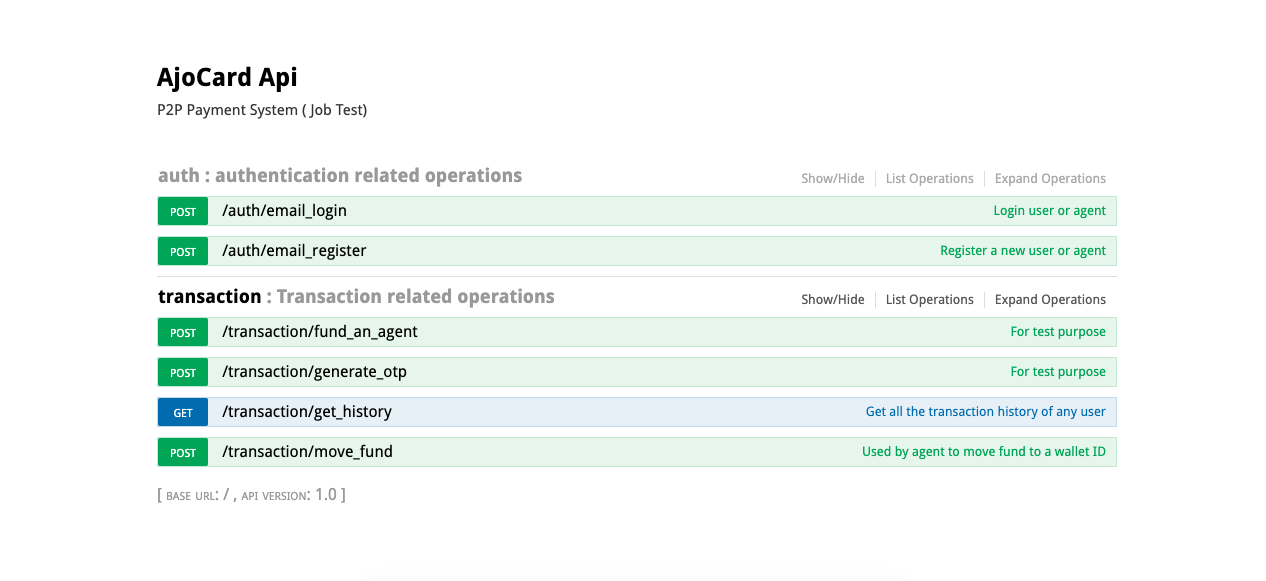 AjoCard Api
P2P Payment System ( Job Test)
auth : authentication related operations Show/Hide List Operations Expand Operations
POST /auth/email_login Login user or agent
POST /auth/email_register Register a new user or agent
transaction : Transaction related operations Show/Hide List Operations Expand Operations
POST /transaction/fund_an_agent For test purpose
POST /transaction/generate_otp For test purpose
GET /transaction/get_history Get all the transaction history of any user
POST /transaction/move_fund Used by agent to move fund to a wallet ID
[ BASE URL: / , API VERSION: 1.0 ]